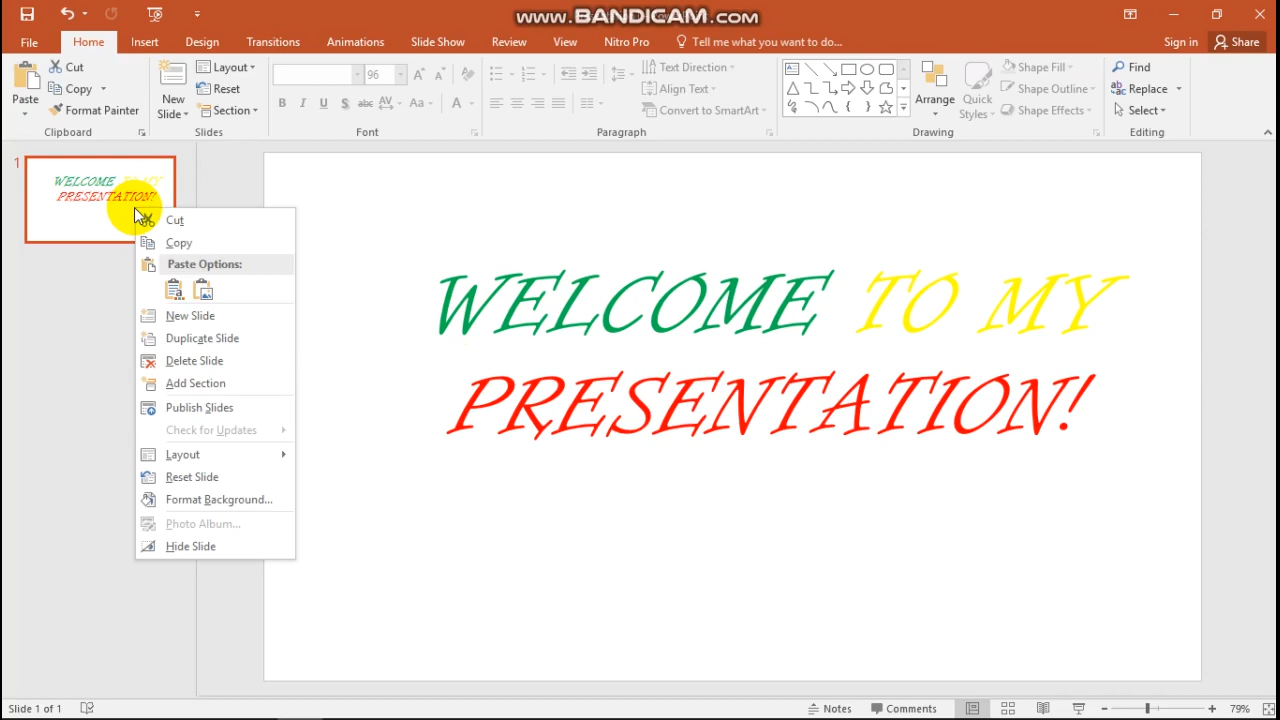 www.BANDICAM.com
File Home Insert Design Transitions Animations Slide Show Review View Nitro Pro Tell me what you want to do... Sign in Share
Paste
Cut
Copy
Format Painter
Clipboard
New
Slide
Layout
Reset
Section
Slides
96
B I U S abc AV Aa A
Font
Text Direction
Align Text
Convert to SmartArt
Paragraph
Arrange
Quick
Styles
Shape Fill
Shape Outline
Shape Effects
Drawing
Find
Replace
Select
Editing
1
WELCOME TO MY
PRESENTATION!
Cut
Copy
Paste Options:
New Slide
Duplicate Slide
Delete Slide
Add Section
Publish Slides
Check for Updates
Layout
Reset Slide
Format Background...
Photo Album...
Hide Slide
WELCOME TO MY
PRESENTATION!
Slide 1 of 1 Notes Comments 79%